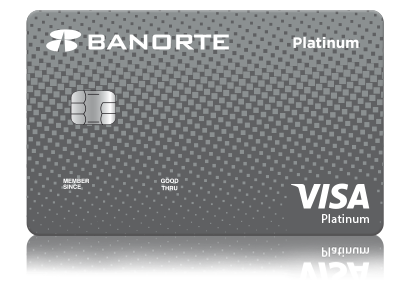 BANORTE
Platinum
MEMBER
SINCE.
GOOD
THRU
VISA
Platinum